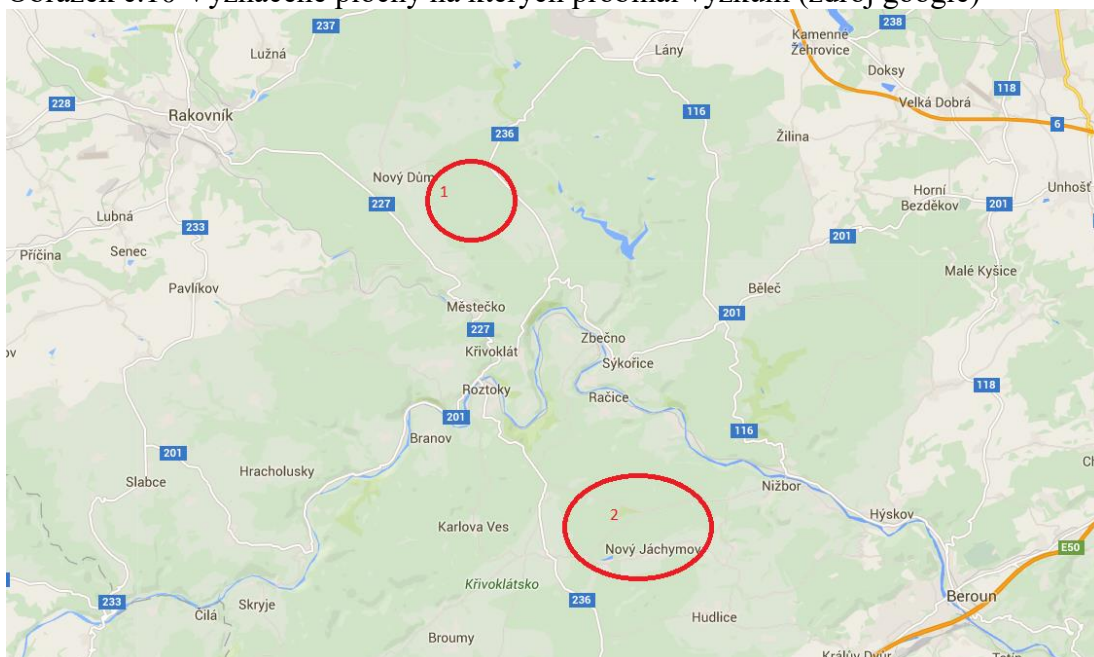 237
238
Kamenné
Žehrovice
Lužná
Lány
Doksy
228
118
Rakovník
116
Velká Dobrá
6
236
Žilina
Nový Dům
1
227
Horní
Bezděkov
Unhošť
201
Lubná
233
201
Příčina
Senec
Malé Kyšice
Pavlíkov
Běleč
Městečko
201
227
Zbečno
Křivoklát
Sýkořice
118
Roztoky
Račice
201
116
Branov
201
Hracholusky
Slabce
Nižbor
2
Hýskov
Karlova Ves
Nový Jáchymov
E50
Křivoklátsko
236
Beroun
233
Skryje
Čilá
Hudlice
Broumy